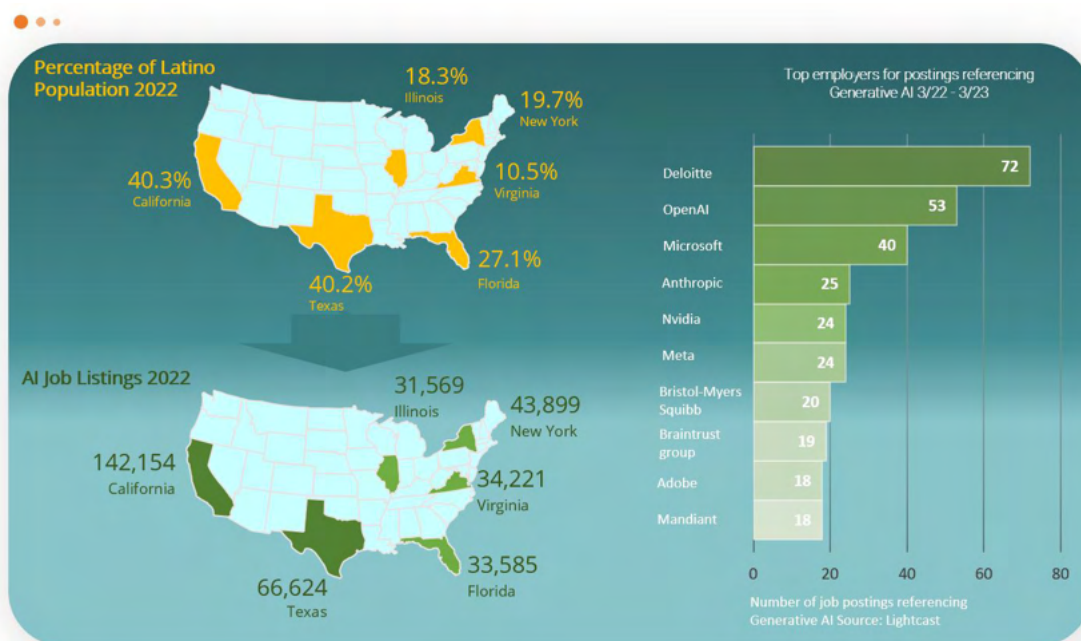 Percentage of Latino
Population 2022
18.3%
Illinois
19.7%
New York
40.3%
California
10.5%
Virginia
40.2%
Texas
27.1%
Florida
AI Job Listings 2022
31,569
Illinois
43,899
New York
142,154
California
34,221
Virginia
66,624
Texas
33,585
Florida
Top employers for postings referencing
Generative AI 3/22 - 3/23
Deloitte 72
OpenAI 53
Microsoft 40
Anthropic 25
Nvidia 24
Meta 24
Bristol-Myers
Squibb 20
Braintrust
group 19
Adobe 18
Mandiant 18
0 20 40 60 80
Number of job postings referencing
Generative AI Source: Lightcast